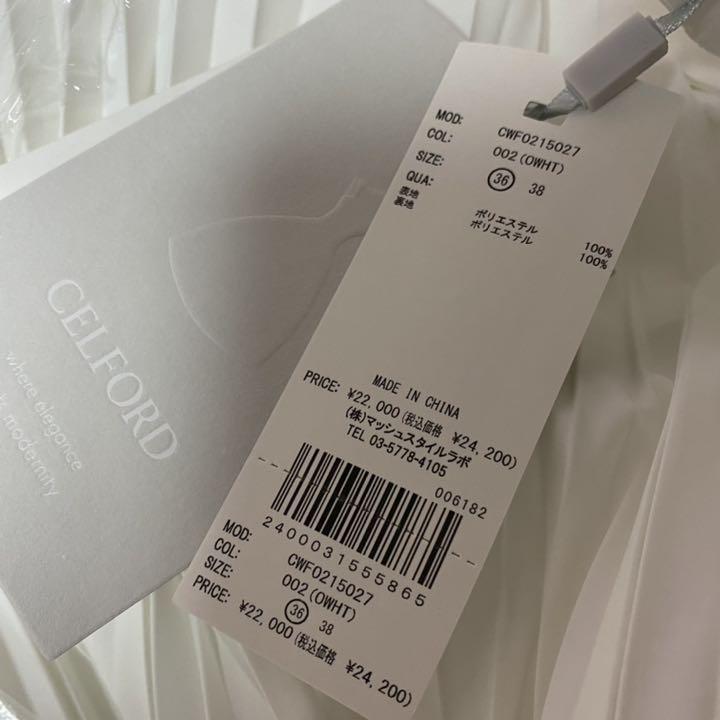 CELFORD
where elegance
modernity
MOD: CWF0215027
COL: 002(OWHT)
SIZE: 36 38
QUA:
表地 ポリエステル 100%
裏地 ポリエステル 100%
MADE IN CHINA
PRICE: ¥22,000(税込価格 ¥24,200)
(株)マッシュスタイルラボ
TEL 03-5778-4105
006182
2400031555865
MOD: CWF0215027
COL: 002(OWHT)
SIZE: 36 38
PRICE: ¥22,000(税込価格 ¥24,200)